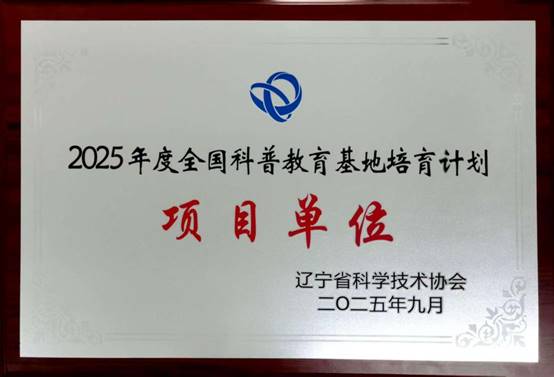 2025年度全国科普教育基地培育计划
项目单位
辽宁省科学技术协会
二〇二五年九月